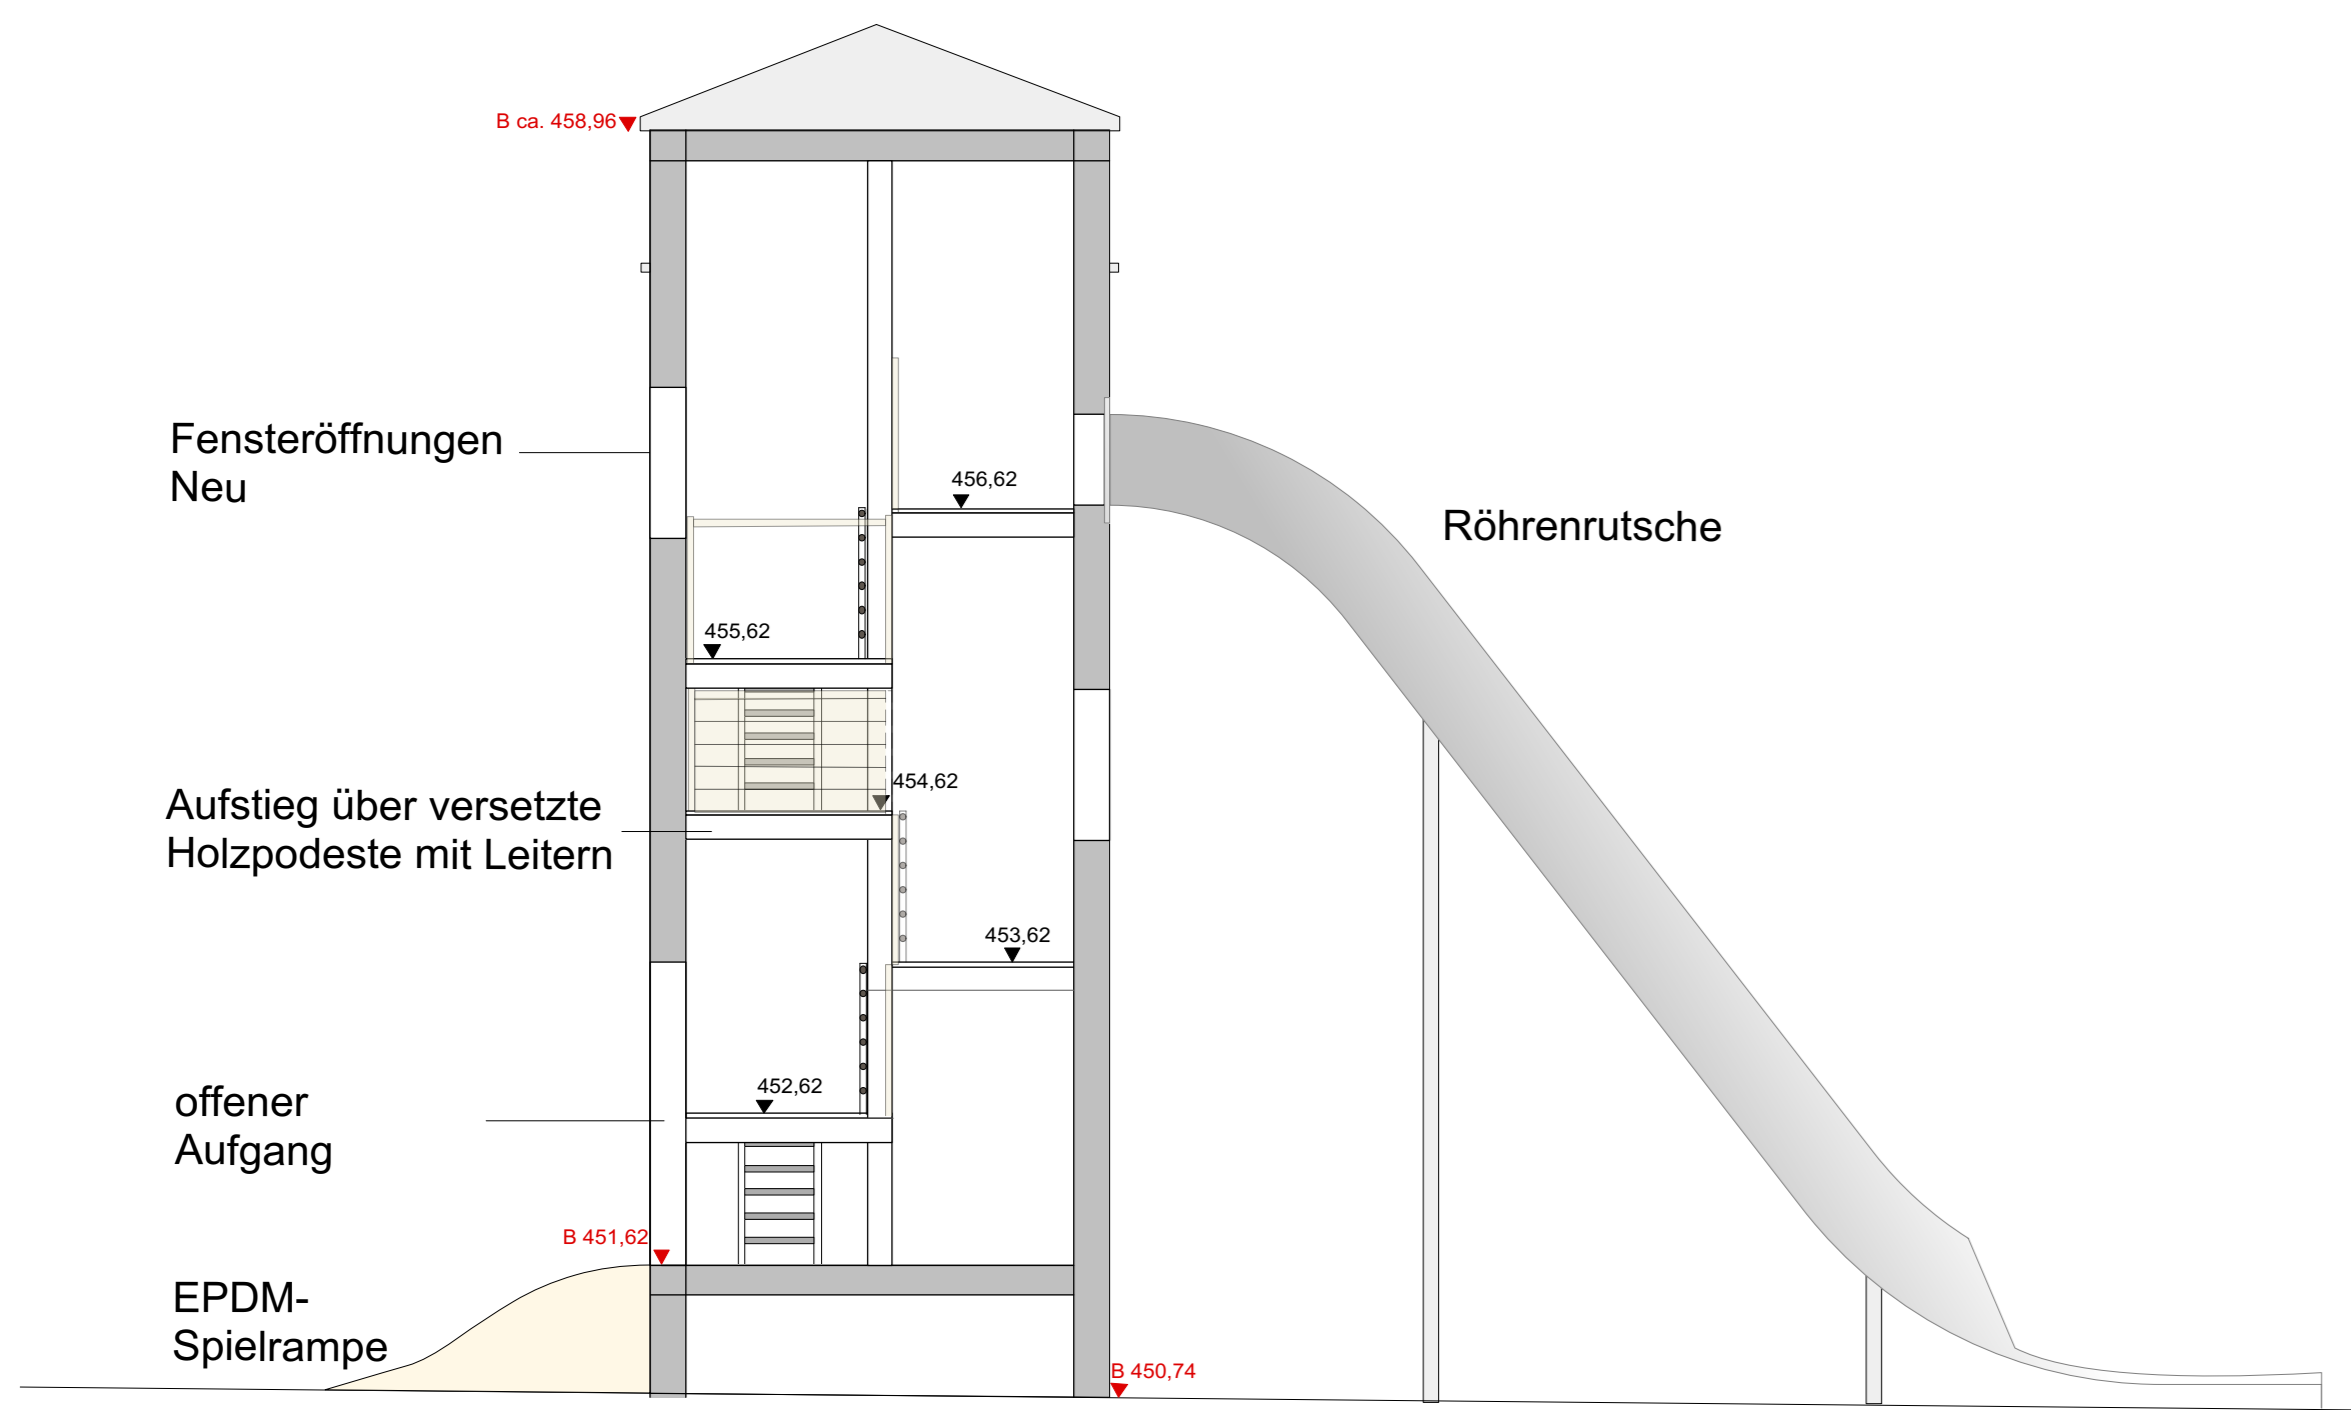 B ca. 458,96
Fensteröffnungen
Neu
456,62
Röhrenrutsche
455,62
454,62
Aufstieg über versetzte
Holzpodeste mit Leitern
453,62
452,62
offener
Aufgang
B 451,62
EPDM-
Spielrampe
B 450,74